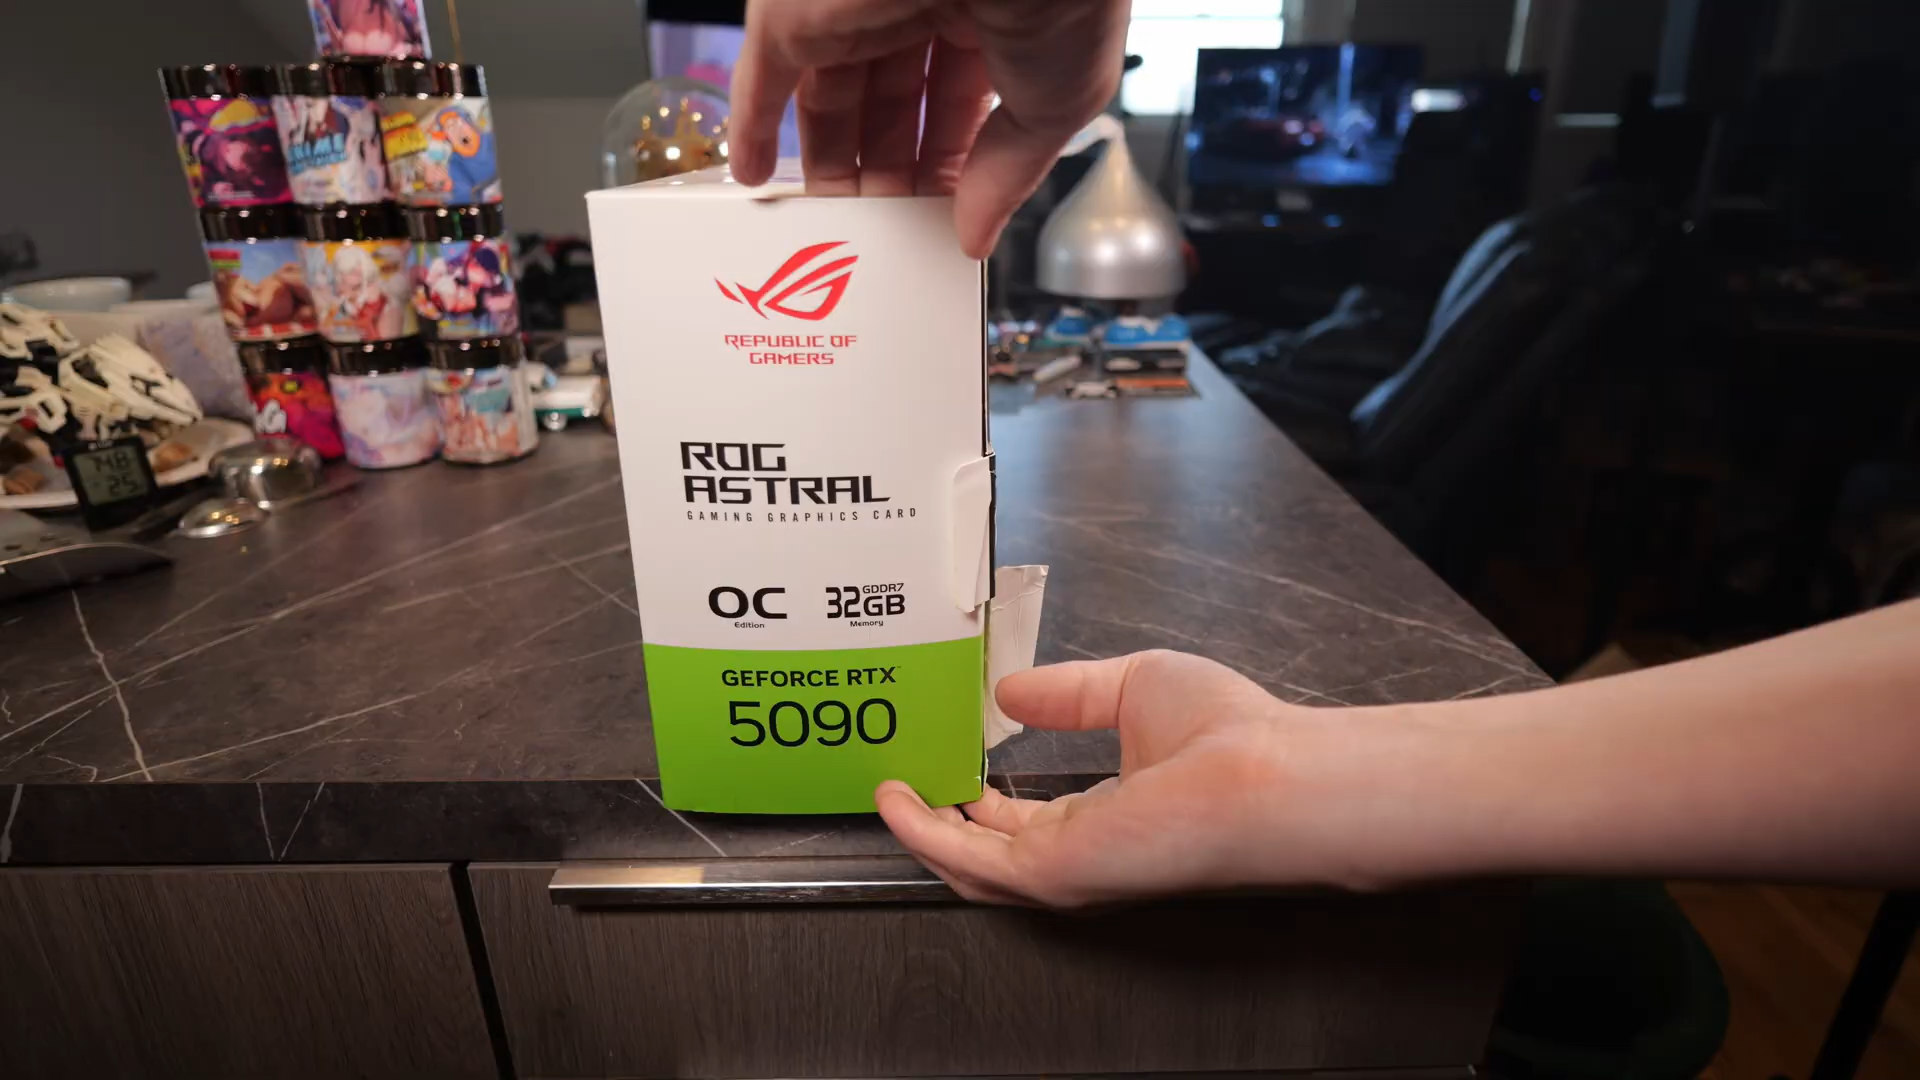 REPUBLIC OF
GAMERS
ROG
ASTRAL
GAMING GRAPHICS CARD
OC
Edition
32GB
GDDR7
Memory
GEFORCE RTX
5090